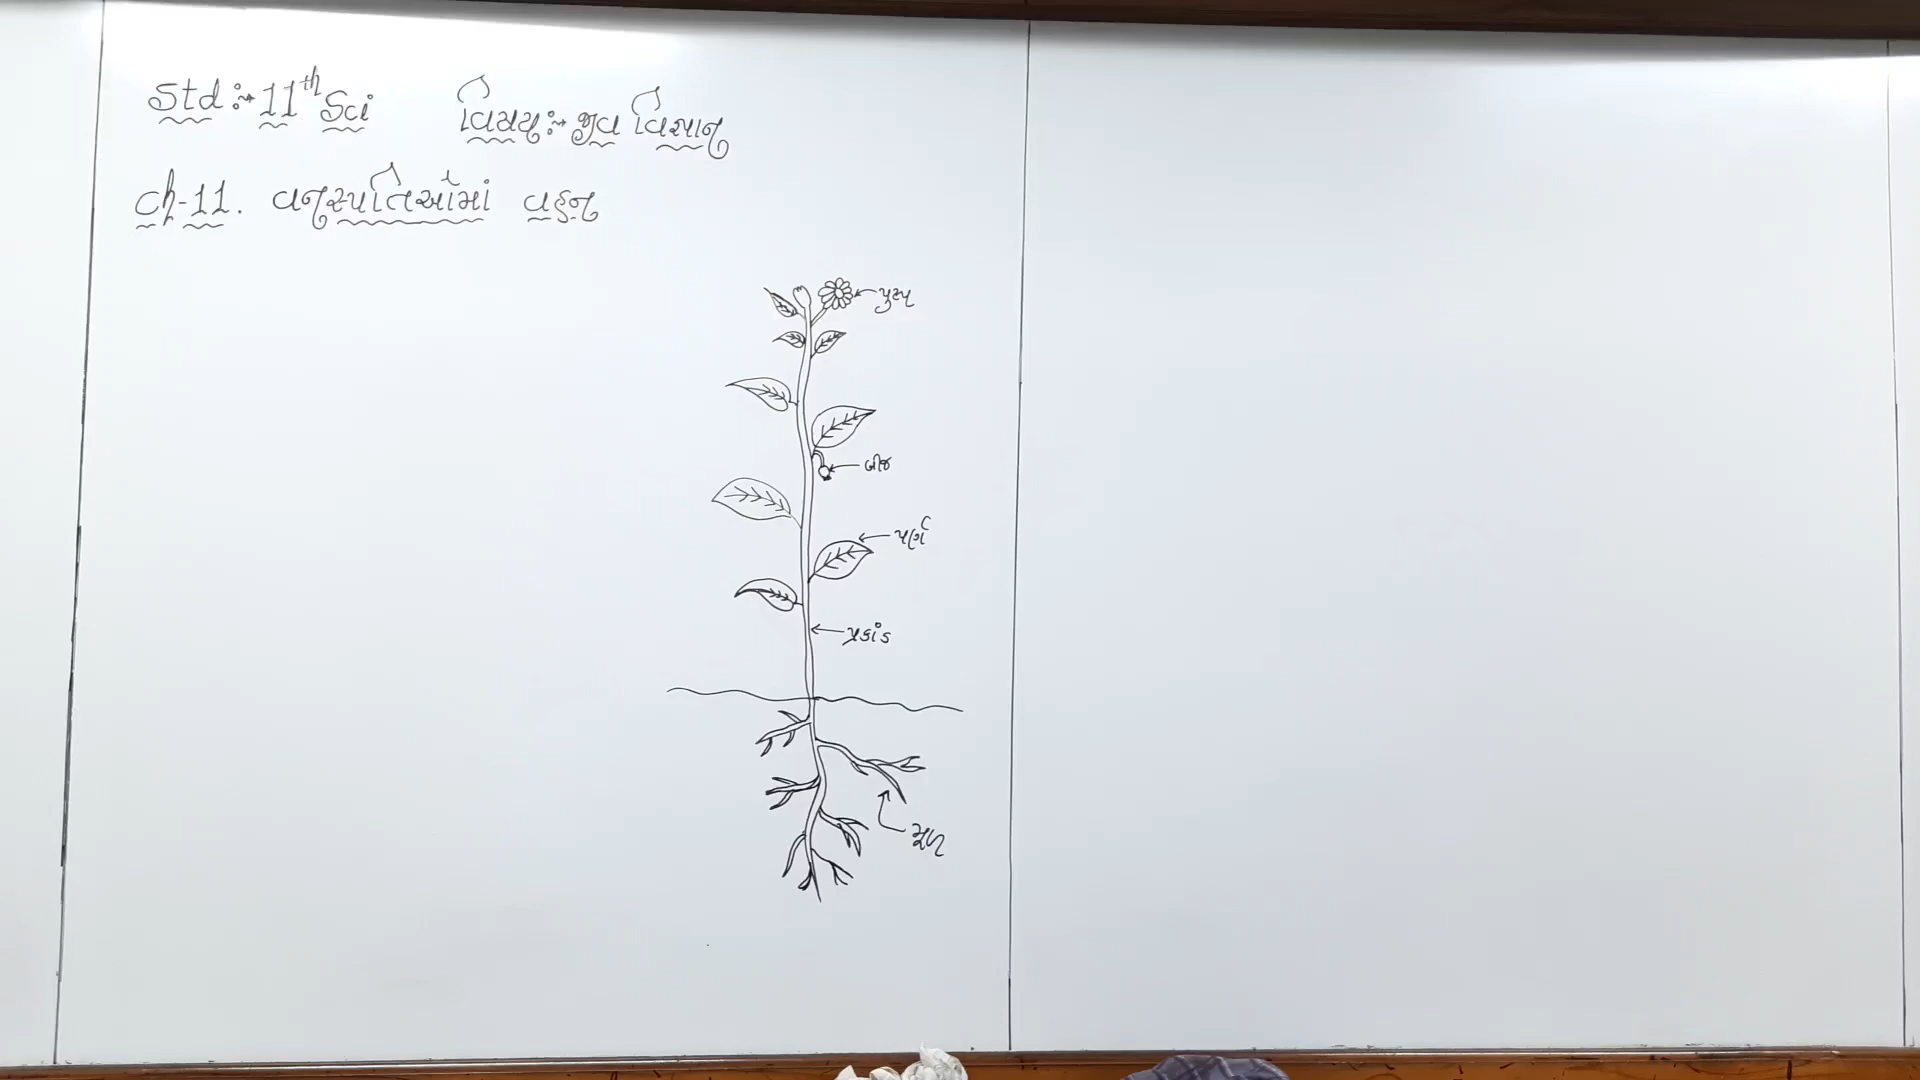 Std :- 11th Sci વિષય :- જીવ વિજ્ઞાન
Ch-11. વનસ્પતિઓમાં વહન
પુષ્પ
બીજ
પર્ણ
પ્રકાંડ
મૂળ